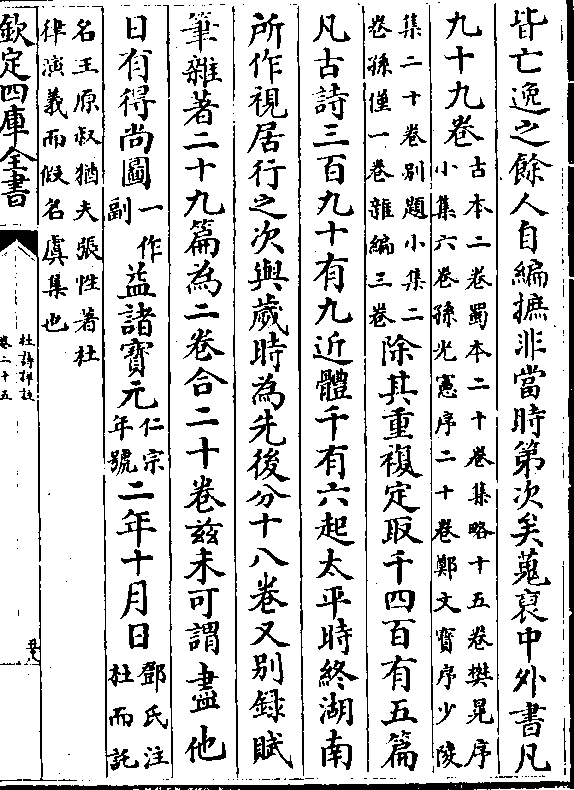 皆亡逸之餘人自編摭非當時第次矣蒐裒中外書凡
九十九卷古本二卷蜀本二十卷集略十五卷樊晃序
小集六卷孫光憲序二十卷鄭文寶序少陵
集二十卷別題小集二
卷孫僅一卷雜編三卷除其重複定取千四百有五篇
凡古詩三百九十有九近體千有六起太平時終湖南
所作視居行之次與歲時為先後分十八卷又別録賦
筆雜著二十九篇為二卷合二十卷兹未可謂盡他
日有得尚圖一作
副益諸寶元仁宗
年號二年十月日鄧氏注
杜而託
名王原叔猶夫張性著杜
律演義而假名虞集也
欽定四庫全書
杜詩詳註
卷二十五